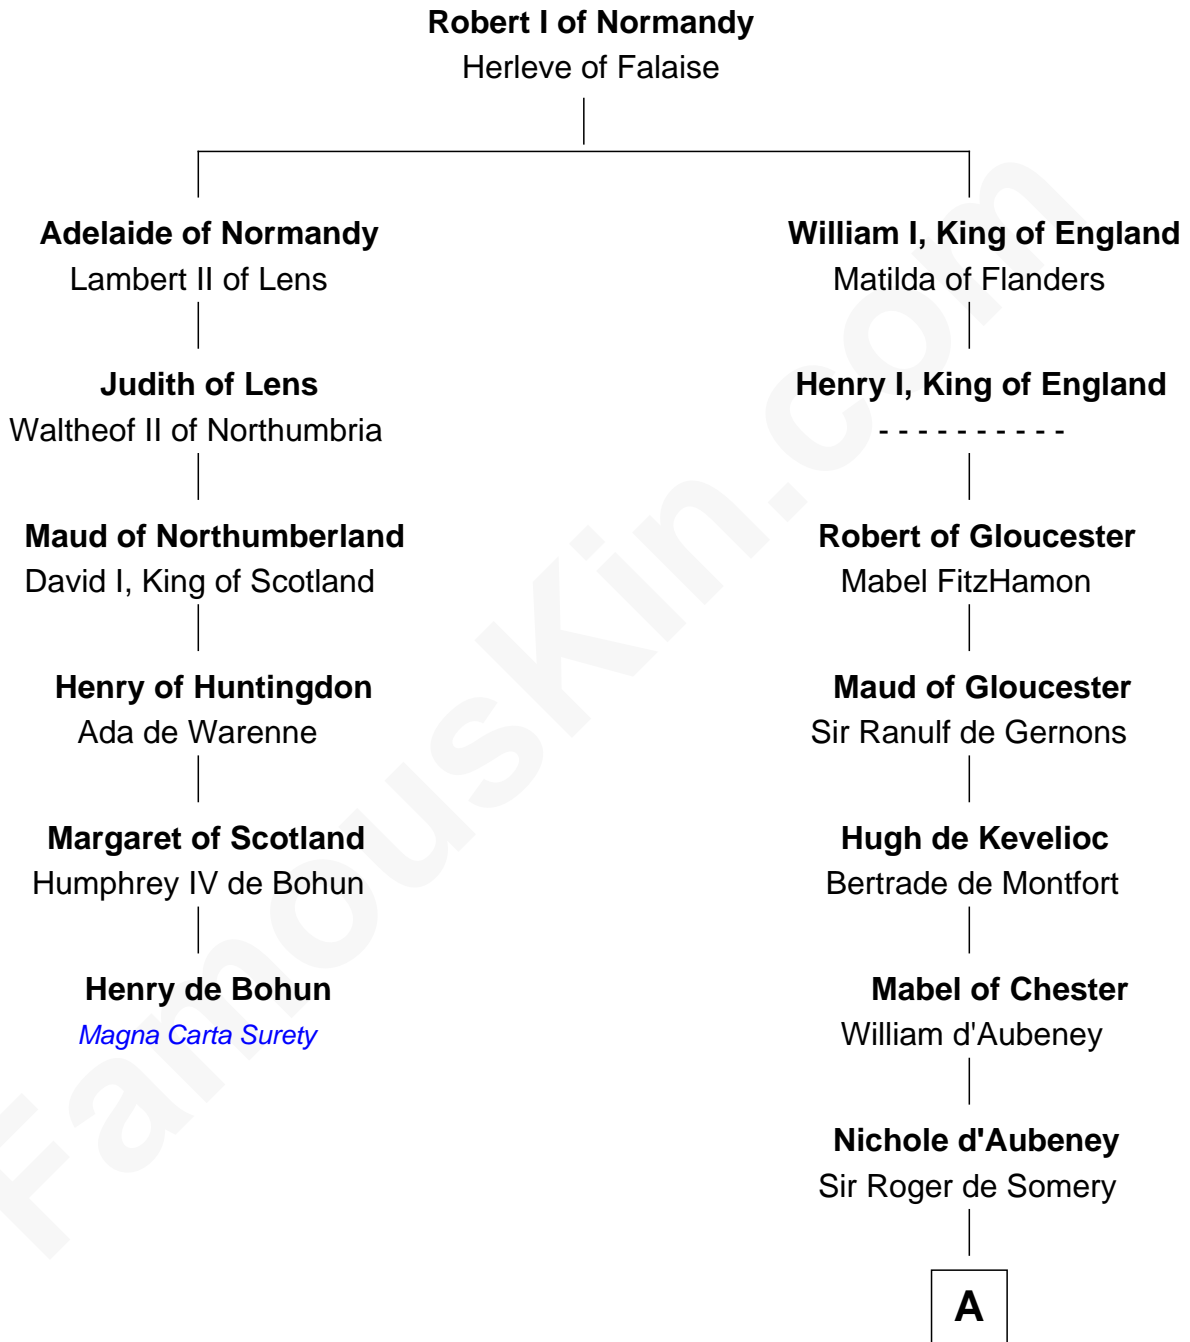 Robert I of Normandy
Herleve of Falaise
Adelaide of Normandy
Lambert II of Lens
Judith of Lens
Waltheof II of Northumbria
Maud of Northumberland
David I, King of Scotland
Henry of Huntingdon
Ada de Warenne
Margaret of Scotland
Humphrey IV de Bohun
Henry de Bohun
Magna Carta Surety
William I, King of England
Matilda of Flanders
Henry I, King of England
- - - - - - - - - -
Robert of Gloucester
Mabel FitzHamon
Maud of Gloucester
Sir Ranulf de Gernons
Hugh de Kevelioc
Bertrade de Montfort
Mabel of Chester
William d'Aubeney
Nichole d'Aubeney
Sir Roger de Somery
A
FamousKin.com